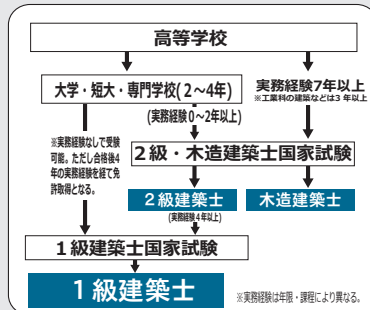 高等学校
大学・短大・専門学校(2～4年)
実務経験7年以上
※工業科の建築などは3年以上
(実務経験0～2年以上)
※実務経験なしで受験
可能。ただし合格後4
年の実務経験を経て免
許取得となる。
2級・木造建築士国家試験
2級建築士
木造建築士
(実務経験4年以上)
1級建築士国家試験
1級建築士
※実務経験は年限・課程により異なる。